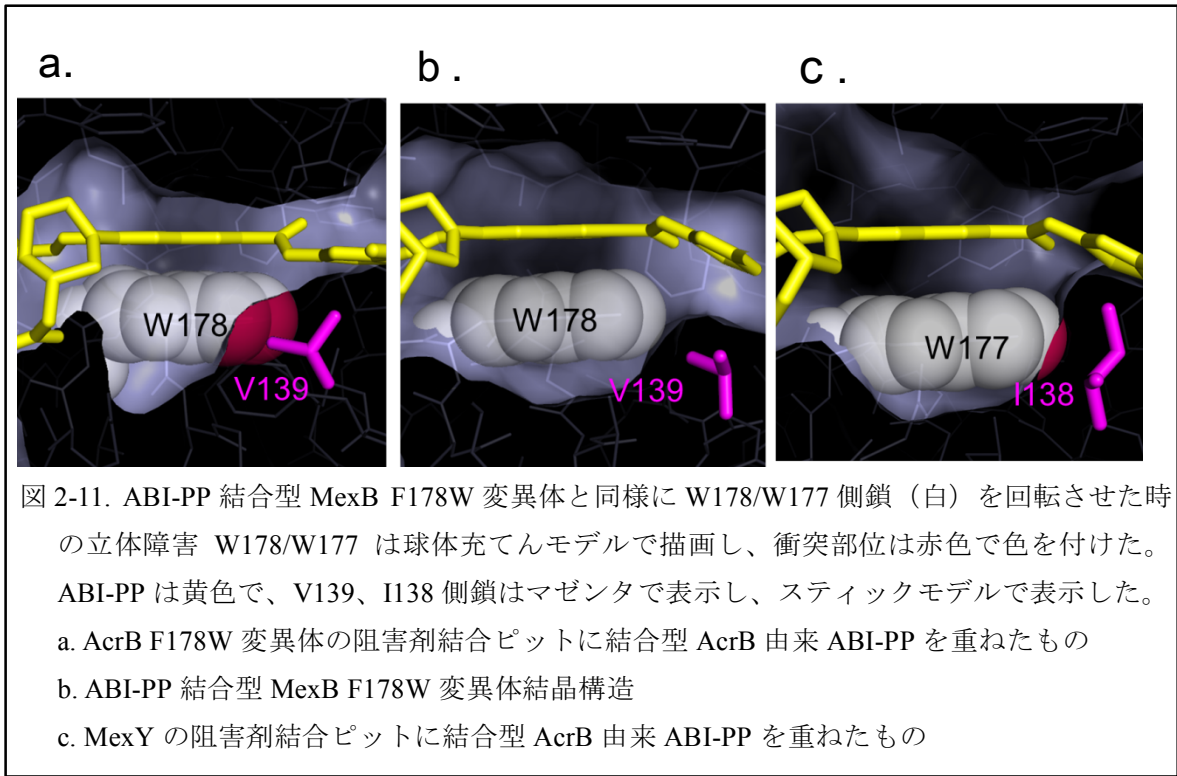 a. b . c .
W178 W178 W177
V139 V139 I138
図 2-11. ABI-PP 結合型 MexB F178W 変異体と同様に W178/W177 側鎖（白）を回転させた時
の立体障害 W178/W177 は球体充てんモデルで描画し、衝突部位は赤色で色を付けた。
ABI-PP は黄色で、V139、I138 側鎖はマゼンタで表示し、スティックモデルで表示した。
a. AcrB F178W 変異体の阻害剤結合ピットに結合型 AcrB 由来 ABI-PP を重ねたもの
b. ABI-PP 結合型 MexB F178W 変異体結晶構造
c. MexY の阻害剤結合ピットに結合型 AcrB 由来 ABI-PP を重ねたもの